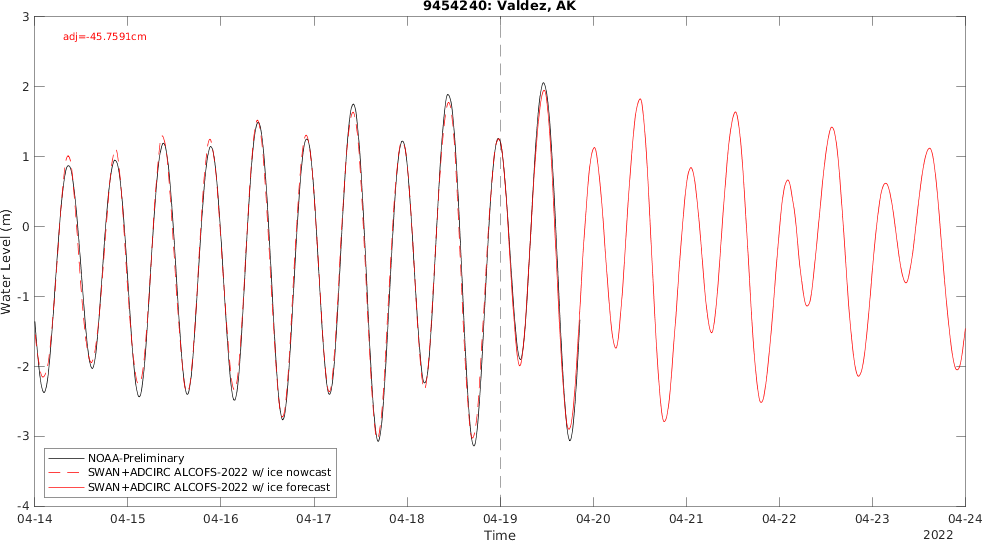 9454240: Valdez, AK
adj=-45.7591cm
3
2
1
0
-1
-2
-3
-4
Water Level (m)
NOAA-Preliminary
SWAN+ADCIRC ALCOFS-2022 w/ ice nowcast
SWAN+ADCIRC ALCOFS-2022 w/ ice forecast
04-14 04-15 04-16 04-17 04-18 04-19 04-20 04-21 04-22 04-23 04-24
Time
2022